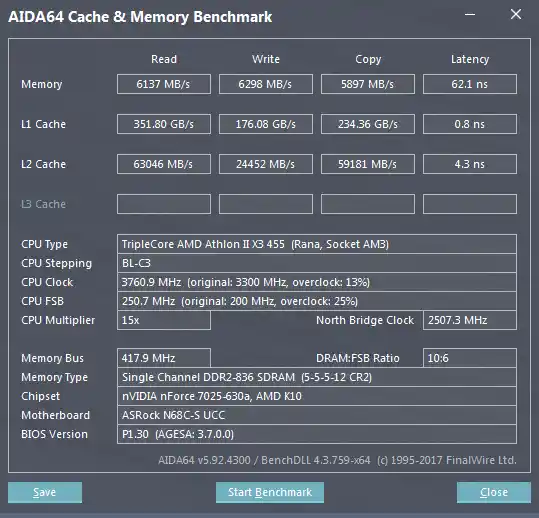 AIDA64 Cache & Memory Benchmark
Read Write Copy Latency
Memory 6137 MB/s 6298 MB/s 5897 MB/s 62.1 ns
L1 Cache 351.80 GB/s 176.08 GB/s 234.36 GB/s 0.8 ns
L2 Cache 63046 MB/s 24452 MB/s 59181 MB/s 4.3 ns
L3 Cache
CPU Type TripleCore AMD Athlon II X3 455 (Rana, Socket AM3)
CPU Stepping BL-C3
CPU Clock 3760.9 MHz (original: 3300 MHz, overclock: 13%)
CPU FSB 250.7 MHz (original: 200 MHz, overclock: 25%)
CPU Multiplier 15x North Bridge Clock 2507.3 MHz
Memory Bus 417.9 MHz DRAM:FSB Ratio 10:6
Memory Type Single Channel DDR2-836 SDRAM (5-5-5-12 CR2)
Chipset nVIDIA nForce 7025-630a, AMD K10
Motherboard ASRock N68C-S UCC
BIOS Version P1.30 (AGESA: 3.7.0.0)
AIDA64 v5.92.4300 / BenchDLL 4.3.759-x64 (c) 1995-2017 FinalWire Ltd.
Save Start Benchmark Close